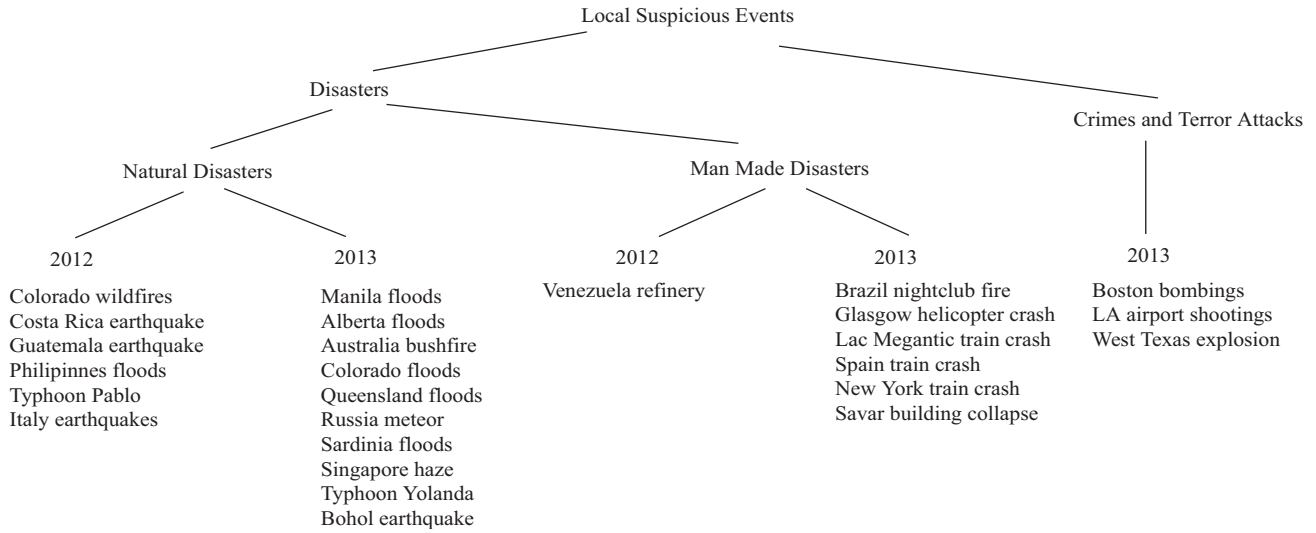 Local Suspicious Events
Disasters
Crimes and Terror Attacks
Natural Disasters
Man Made Disasters
2012
Colorado wildfires
Costa Rica earthquake
Guatemala earthquake
Philipinnes floods
Typhoon Pablo
Italy earthquakes
2013
Manila floods
Alberta floods
Australia bushfire
Colorado floods
Queensland floods
Russia meteor
Sardinia floods
Singapore haze
Typhoon Yolanda
Bohol earthquake
2012
Venezuela refinery
2013
Brazil nightclub fire
Glasgow helicopter crash
Lac Megantic train crash
Spain train crash
New York train crash
Savar building collapse
2013
Boston bombings
LA airport shootings
West Texas explosion